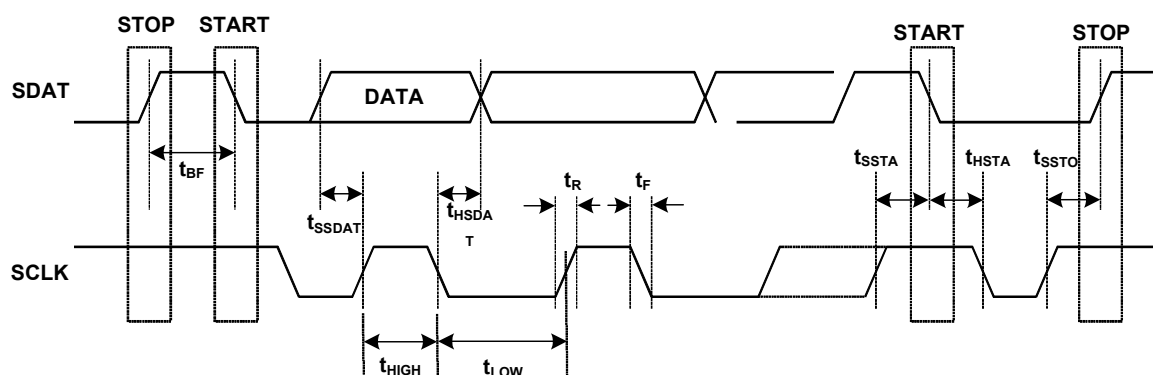 STOP START START STOP
SDAT DATA
tBF tSSTA tHSTA tSSTO
tR tF
tSSDAT tHSDA
T
SCLK
tHIGH tLOW